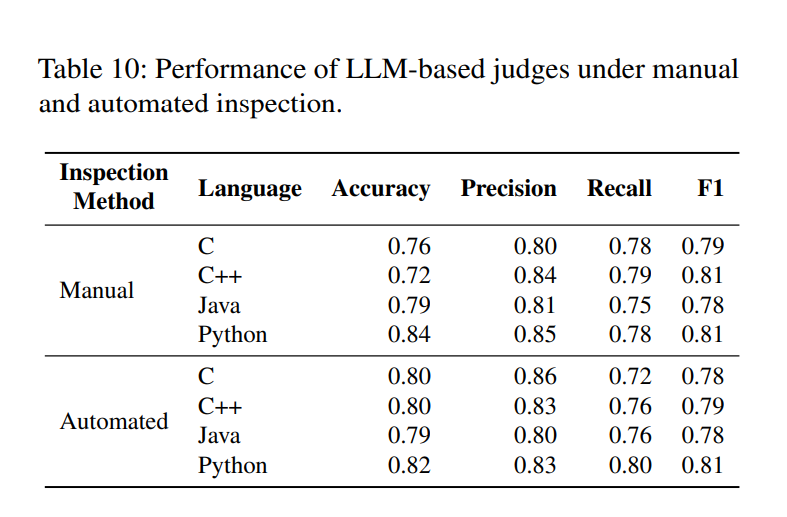 Table 10: Performance of LLM-based judges under manual
and automated inspection.
Inspection Method Language Accuracy Precision Recall F1
Manual
C 0.76 0.80 0.78 0.79
C++ 0.72 0.84 0.79 0.81
Java 0.79 0.81 0.75 0.78
Python 0.84 0.85 0.78 0.81
Automated
C 0.80 0.86 0.72 0.78
C++ 0.80 0.83 0.76 0.79
Java 0.79 0.80 0.76 0.78
Python 0.82 0.83 0.80 0.81